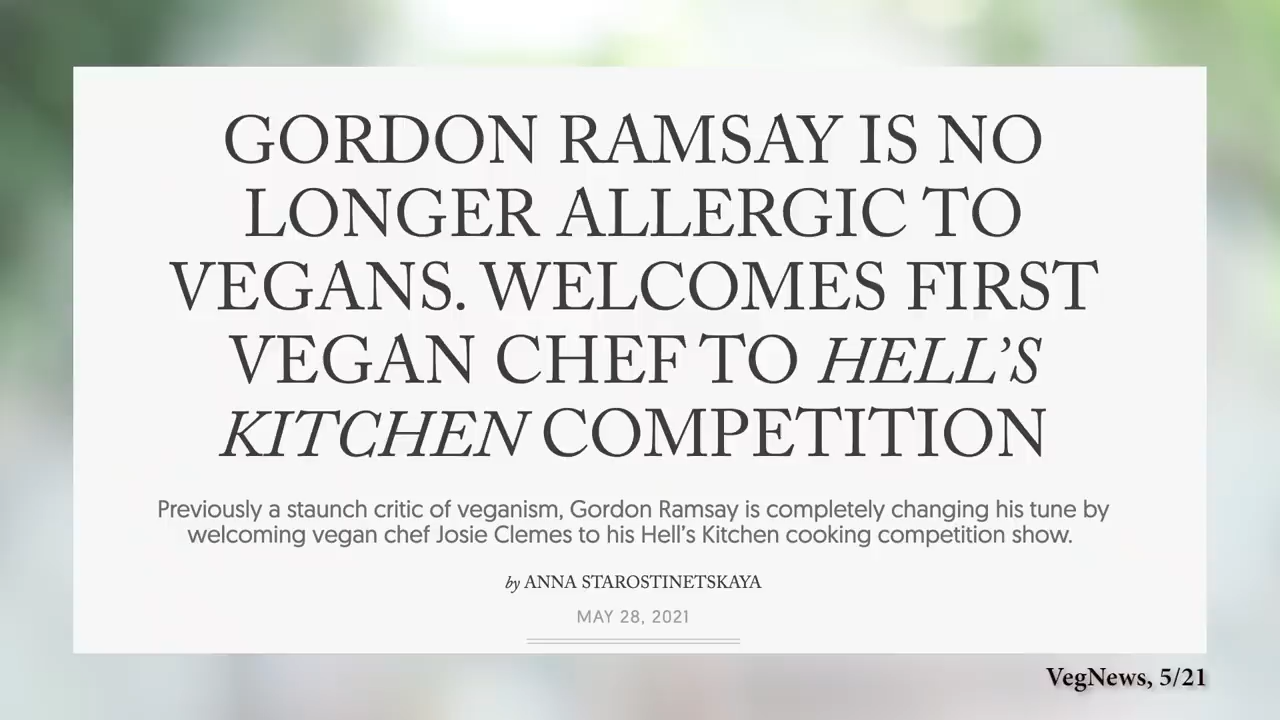 GORDON RAMSAY IS NO
LONGER ALLERGIC TO
VEGANS. WELCOMES FIRST
VEGAN CHEF TO HELL’S
KITCHEN COMPETITION
Previously a staunch critic of veganism, Gordon Ramsay is completely changing his tune by
welcoming vegan chef Josie Clemes to his Hell’s Kitchen cooking competition show.
by ANNA STAROSTINETSKAYA
MAY 28, 2021
VegNews, 5/21